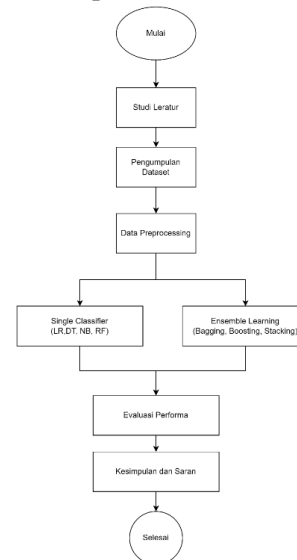 Mulai
Studi Leratur
Pengumpulan
Dataset
Data Preprocessing
Single Classifier
(LR,DT, NB, RF)
Ensemble Learning
(Bagging, Boosting, Stacking)
Evaluasi Performa
Kesimpulan dan Saran
Selesai